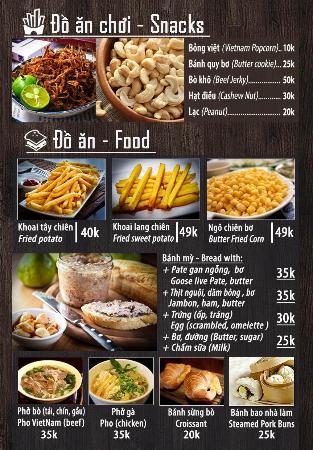 Đồ ăn chơi - Snacks
Bỏng việt (Vietnam Popcorn).. 10k
Bánh quy bơ (Butter cookie)... 25k
Bò khô (Beef Jerky)............... 50k
Hạt điều (Cashew Nut)........... 30k
Lạc (Peanut)......................... 20k
Đồ ăn - Food
Khoai tây chiên
Fried potato
40k
Khoai lang chiên
Fried sweet potato
49k
Ngô chiên bơ
Butter Fried Corn
49k
Bánh mỳ - Bread with:
+ Pate gan ngỗng, bơ
Goose live Pate, butter
35k
+ Thịt nguội, dăm bông, bơ
Jambon, ham, butter
35k
+ Trứng (ốp, tráng)
Egg (scrambled, omelette)
30k
+ Bơ, đường (Butter, sugar)
+ Chấm sữa (Milk)
25k
Phở bò (tái, chín, gầu)
Pho VietNam (beef)
35k
Phở gà
Pho (chicken)
35k
Bánh sừng bò
Croissant
20k
Bánh bao nhà làm
Steamed Pork Buns
25k